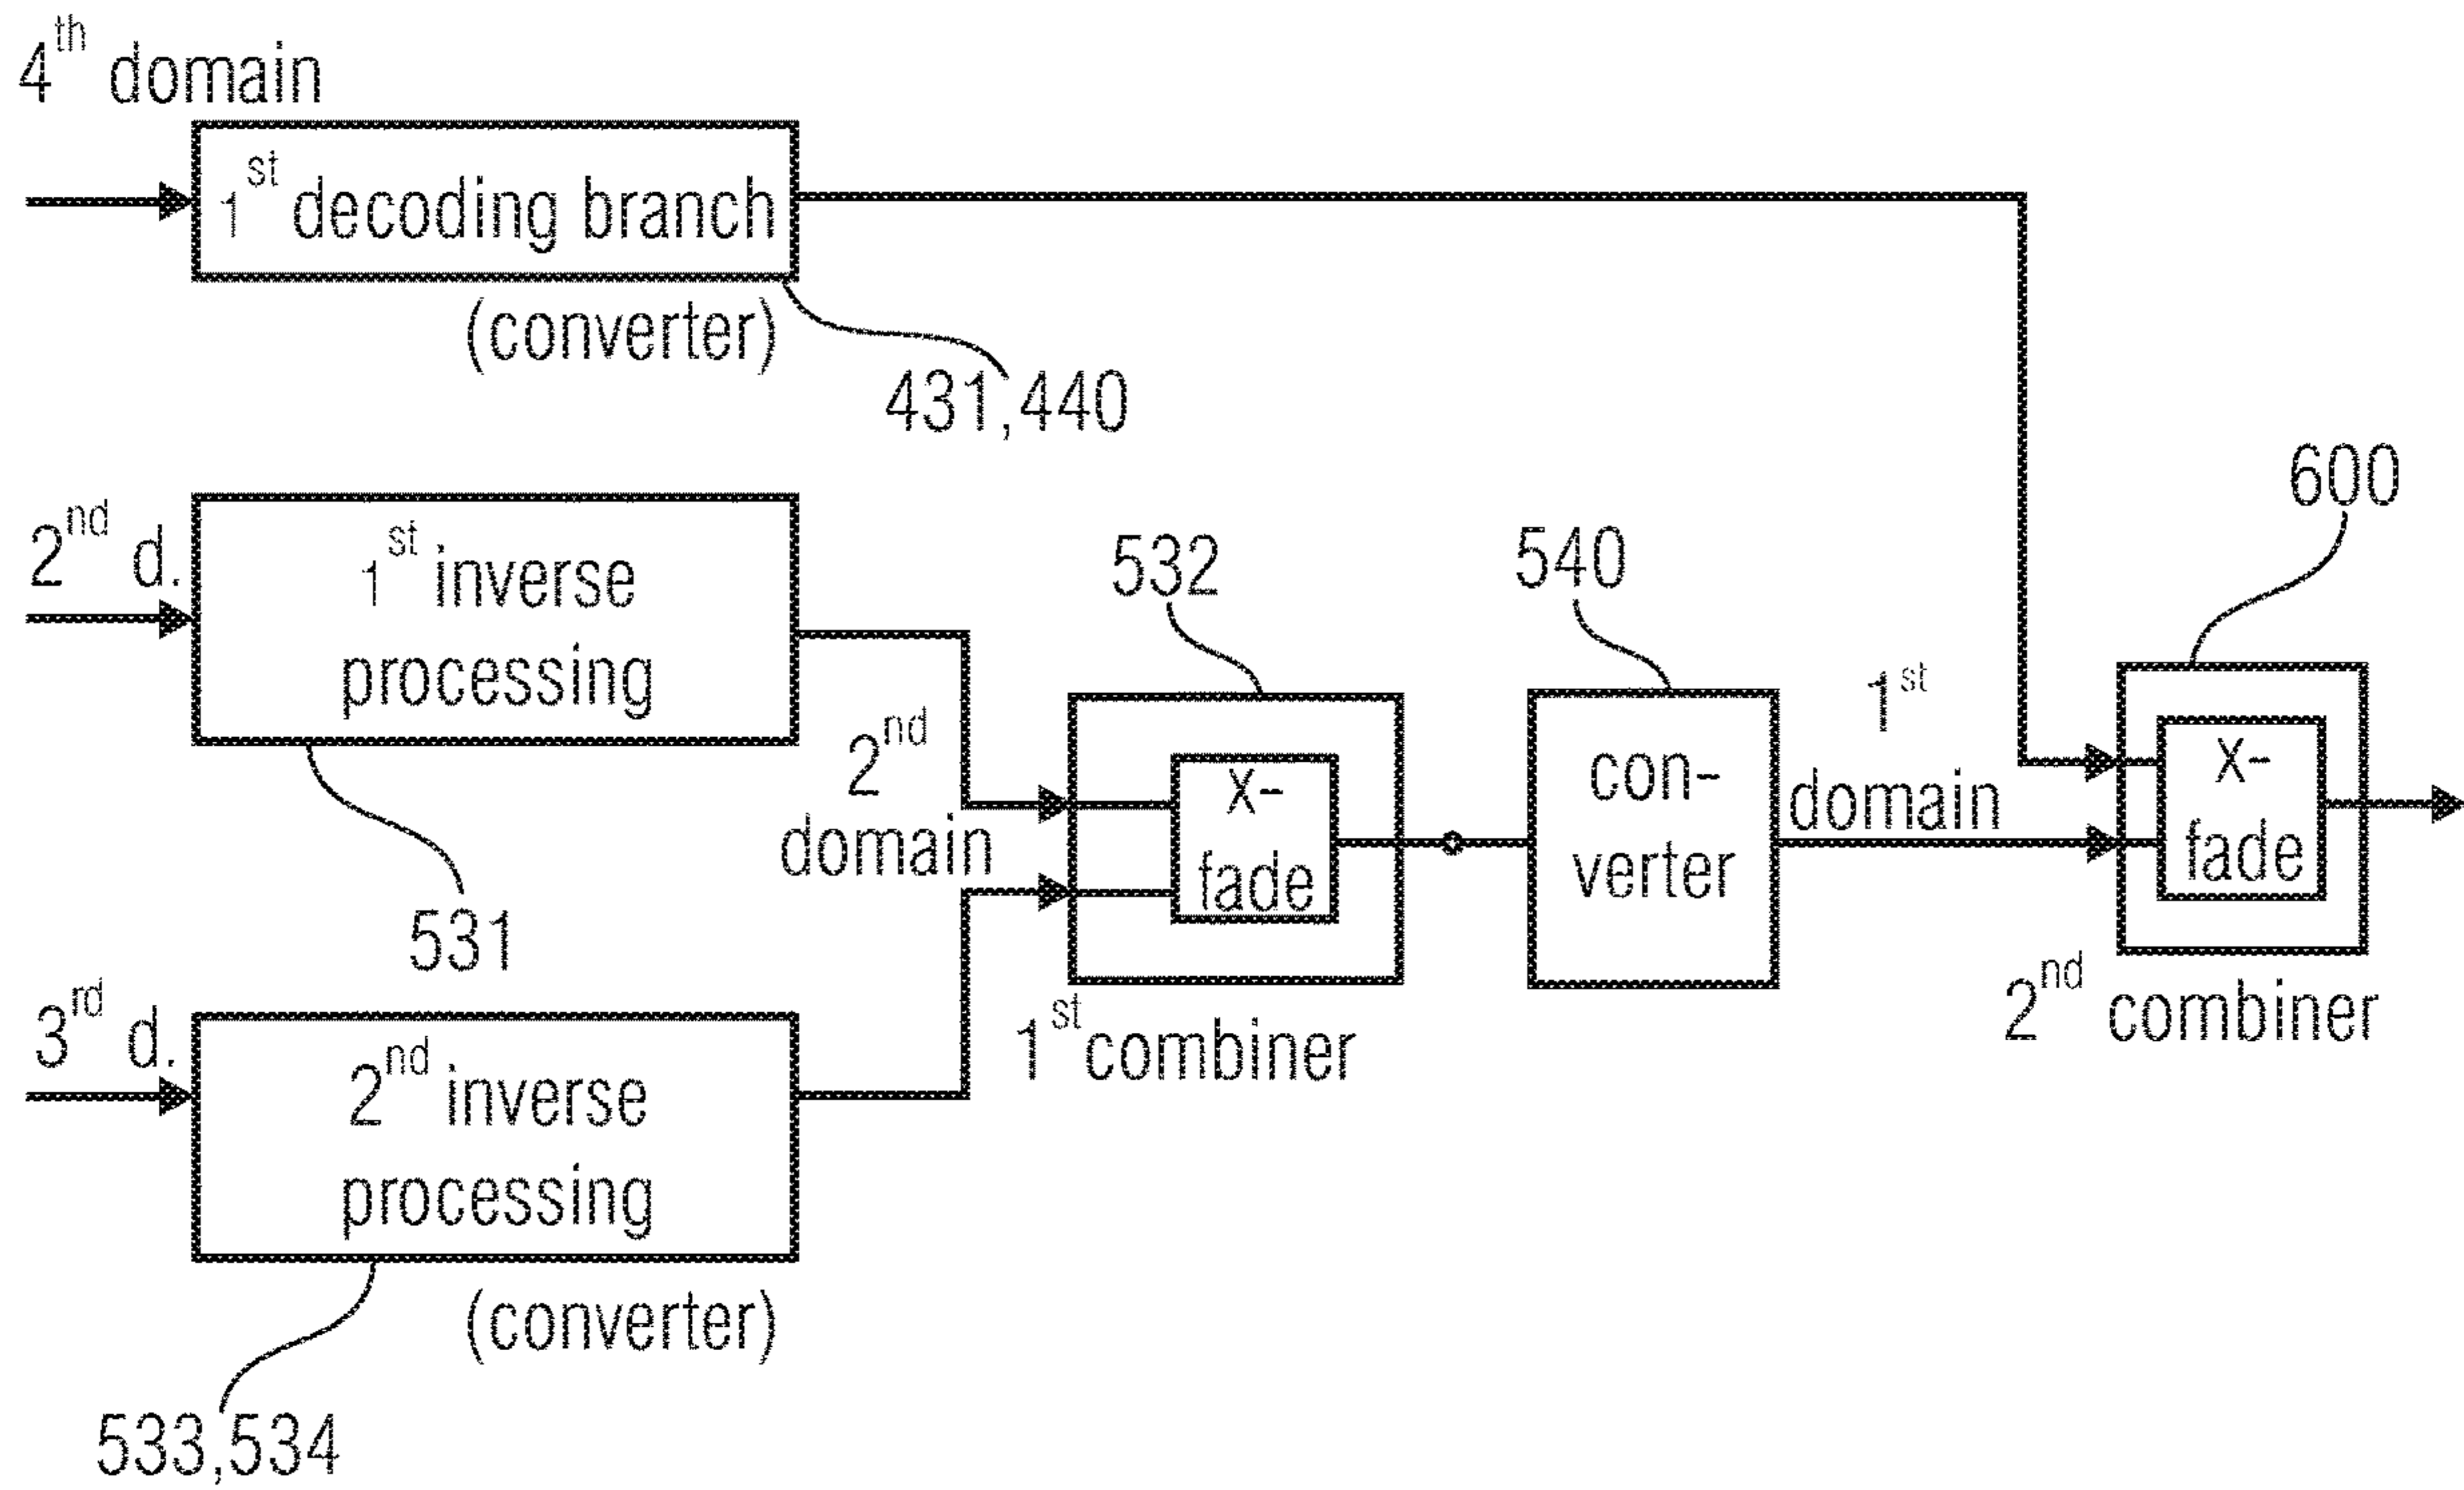 4th domain
1st decoding branch
(converter)
431,440
2nd d.
1st inverse
processing
531
3rd d.
2nd inverse
processing
(converter)
533,534
2nd
domain
532
x-
fade
1st combiner
540
con-
verter
1st
domain
600
x-
fade
2nd combiner